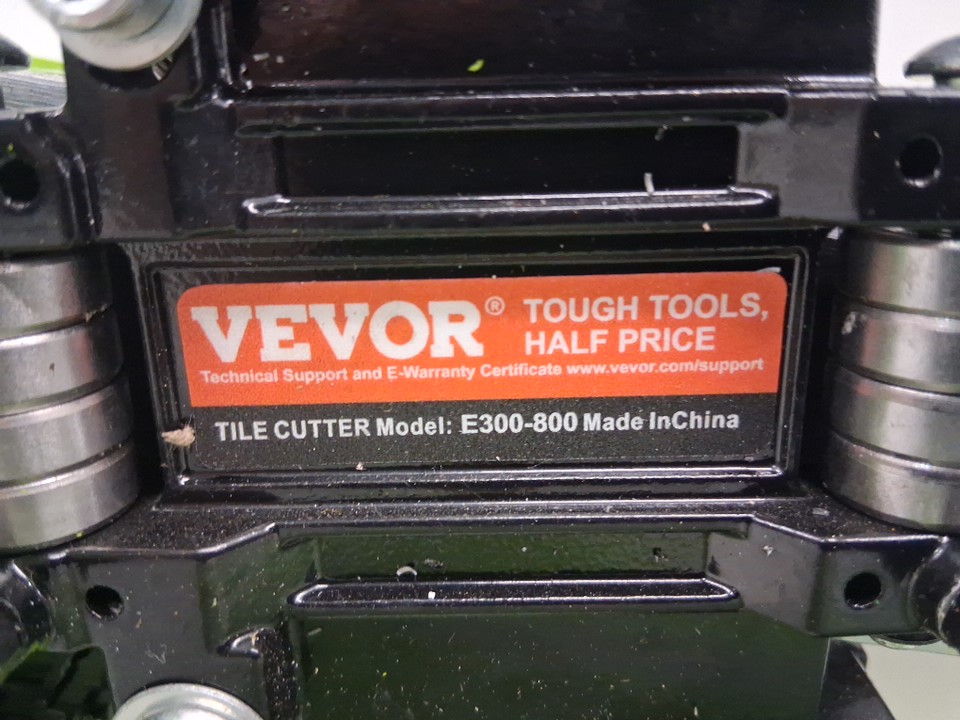 VEVOR®
TOUGH TOOLS,
HALF PRICE
Technical Support and E-Warranty Certificate www.vevor.com/support
TILE CUTTER Model: E300-800 Made InChina